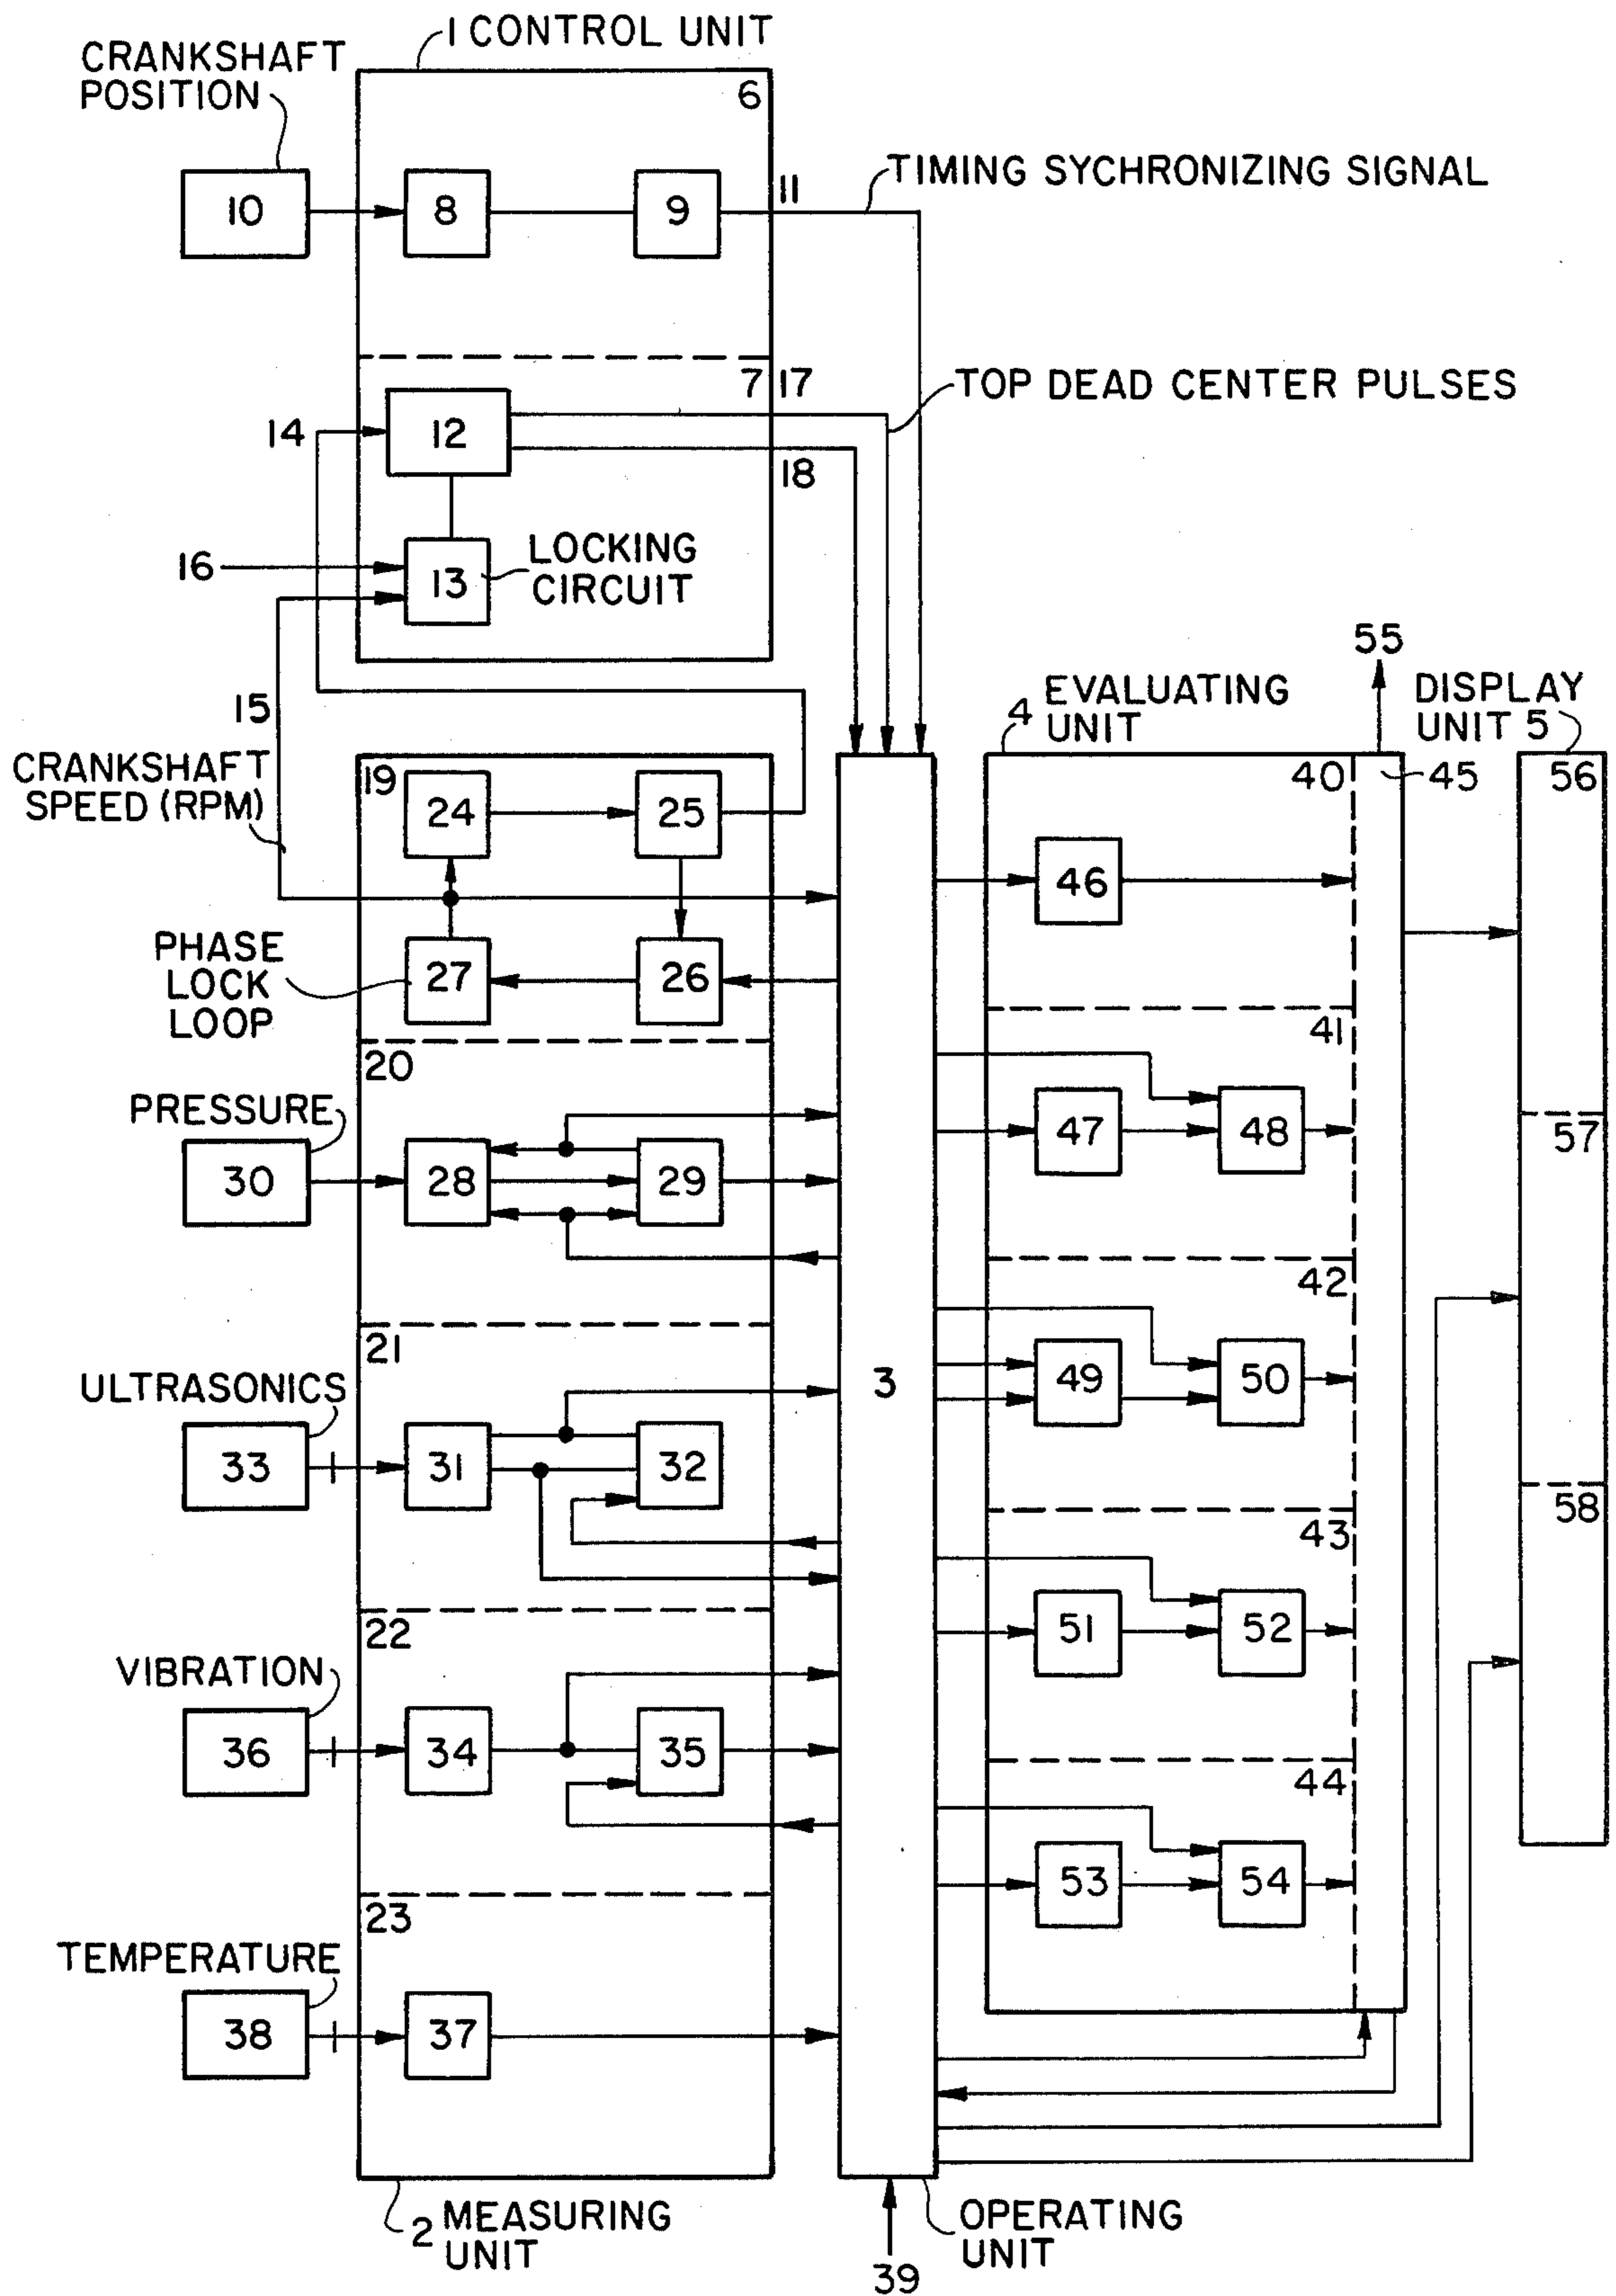 1 CONTROL UNIT
CRANKSHAFT
POSITION
6
10
8
9
11
TIMING SYCHRONIZING SIGNAL
7
17
TOP DEAD CENTER PULSES
14
12
18
16
13
LOCKING
CIRCUIT
15
CRANKSHAFT
SPEED (RPM)
55
4 EVALUATING
UNIT
DISPLAY
UNIT 5
19
24
25
40
45
56
46
PHASE
LOCK
LOOP
27
26
20
41
PRESSURE
30
28
29
47
48
57
21
42
ULTRASONICS
33
31
32
3
49
50
58
22
43
VIBRATION
36
34
35
51
52
44
23
53
54
TEMPERATURE
38
37
2 MEASURING
UNIT
OPERATING
UNIT
39